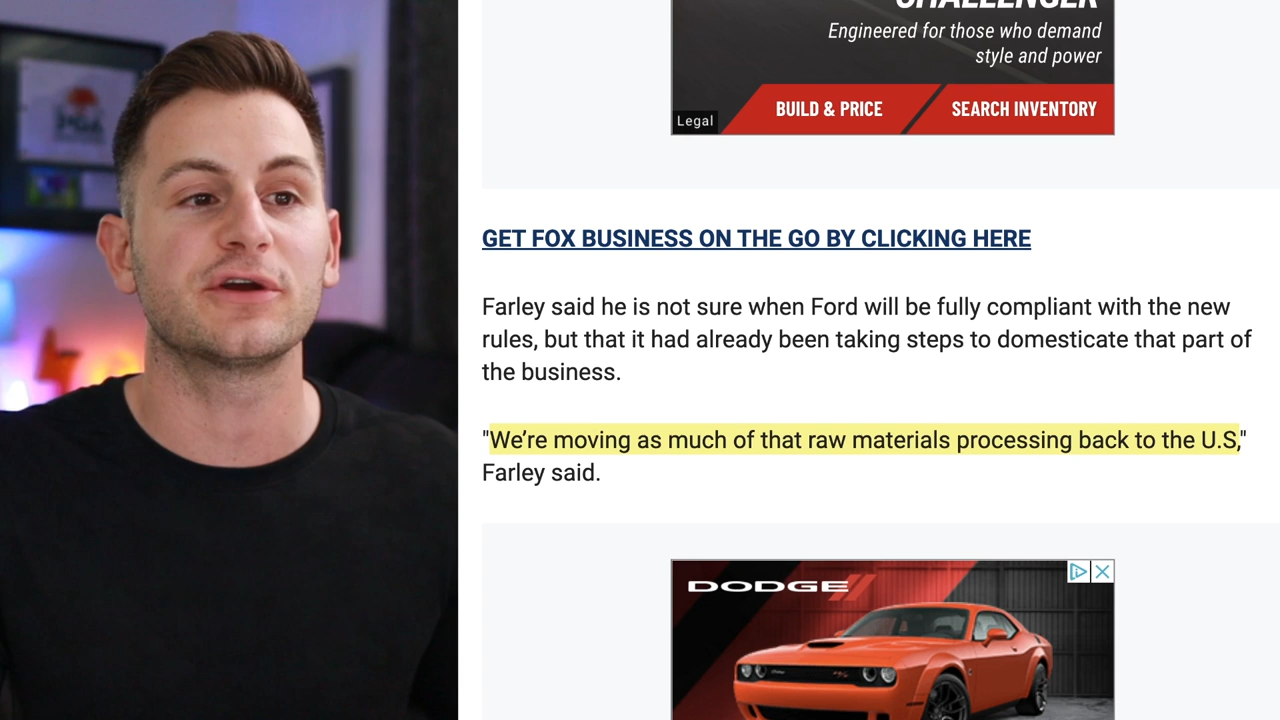 CHALLENGER
Engineered for those who demand
style and power
Legal
BUILD & PRICE
SEARCH INVENTORY
GET FOX BUSINESS ON THE GO BY CLICKING HERE
Farley said he is not sure when Ford will be fully compliant with the new
rules, but that it had already been taking steps to domesticate that part of
the business.
"We’re moving as much of that raw materials processing back to the U.S,"
Farley said.
DODGE